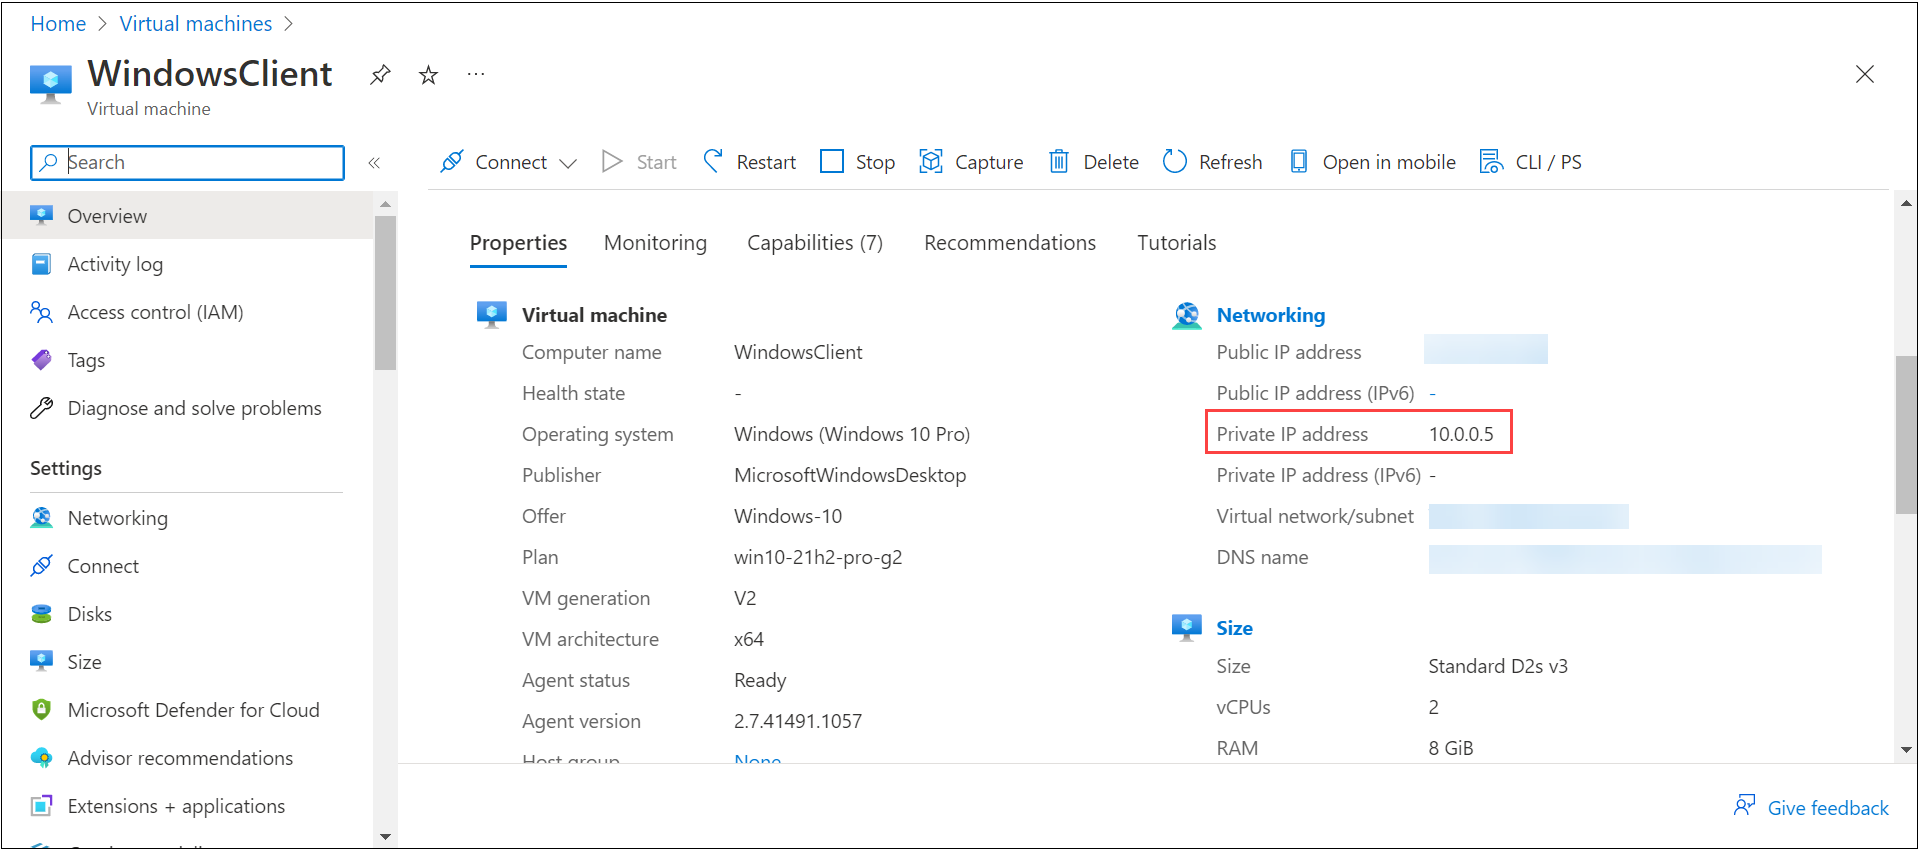 Home > Virtual machines >
WindowsClient
Virtual machine
Search
Connect
Start
Restart
Stop
Capture
Delete
Refresh
Open in mobile
CLI / PS
Overview
Activity log
Access control (IAM)
Tags
Diagnose and solve problems
Settings
Networking
Connect
Disks
Size
Microsoft Defender for Cloud
Advisor recommendations
Extensions + applications
Properties
Monitoring
Capabilities (7)
Recommendations
Tutorials
Virtual machine
Computer name WindowsClient
Health state -
Operating system Windows (Windows 10 Pro)
Publisher MicrosoftWindowsDesktop
Offer Windows-10
Plan win10-21h2-pro-g2
VM generation V2
VM architecture x64
Agent status Ready
Agent version 2.7.41491.1057
Host group None
Networking
Public IP address
Public IP address (IPv6) -
Private IP address 10.0.0.5
Private IP address (IPv6) -
Virtual network/subnet
DNS name
Size
Size Standard D2s v3
vCPUs 2
RAM 8 GiB
Give feedback